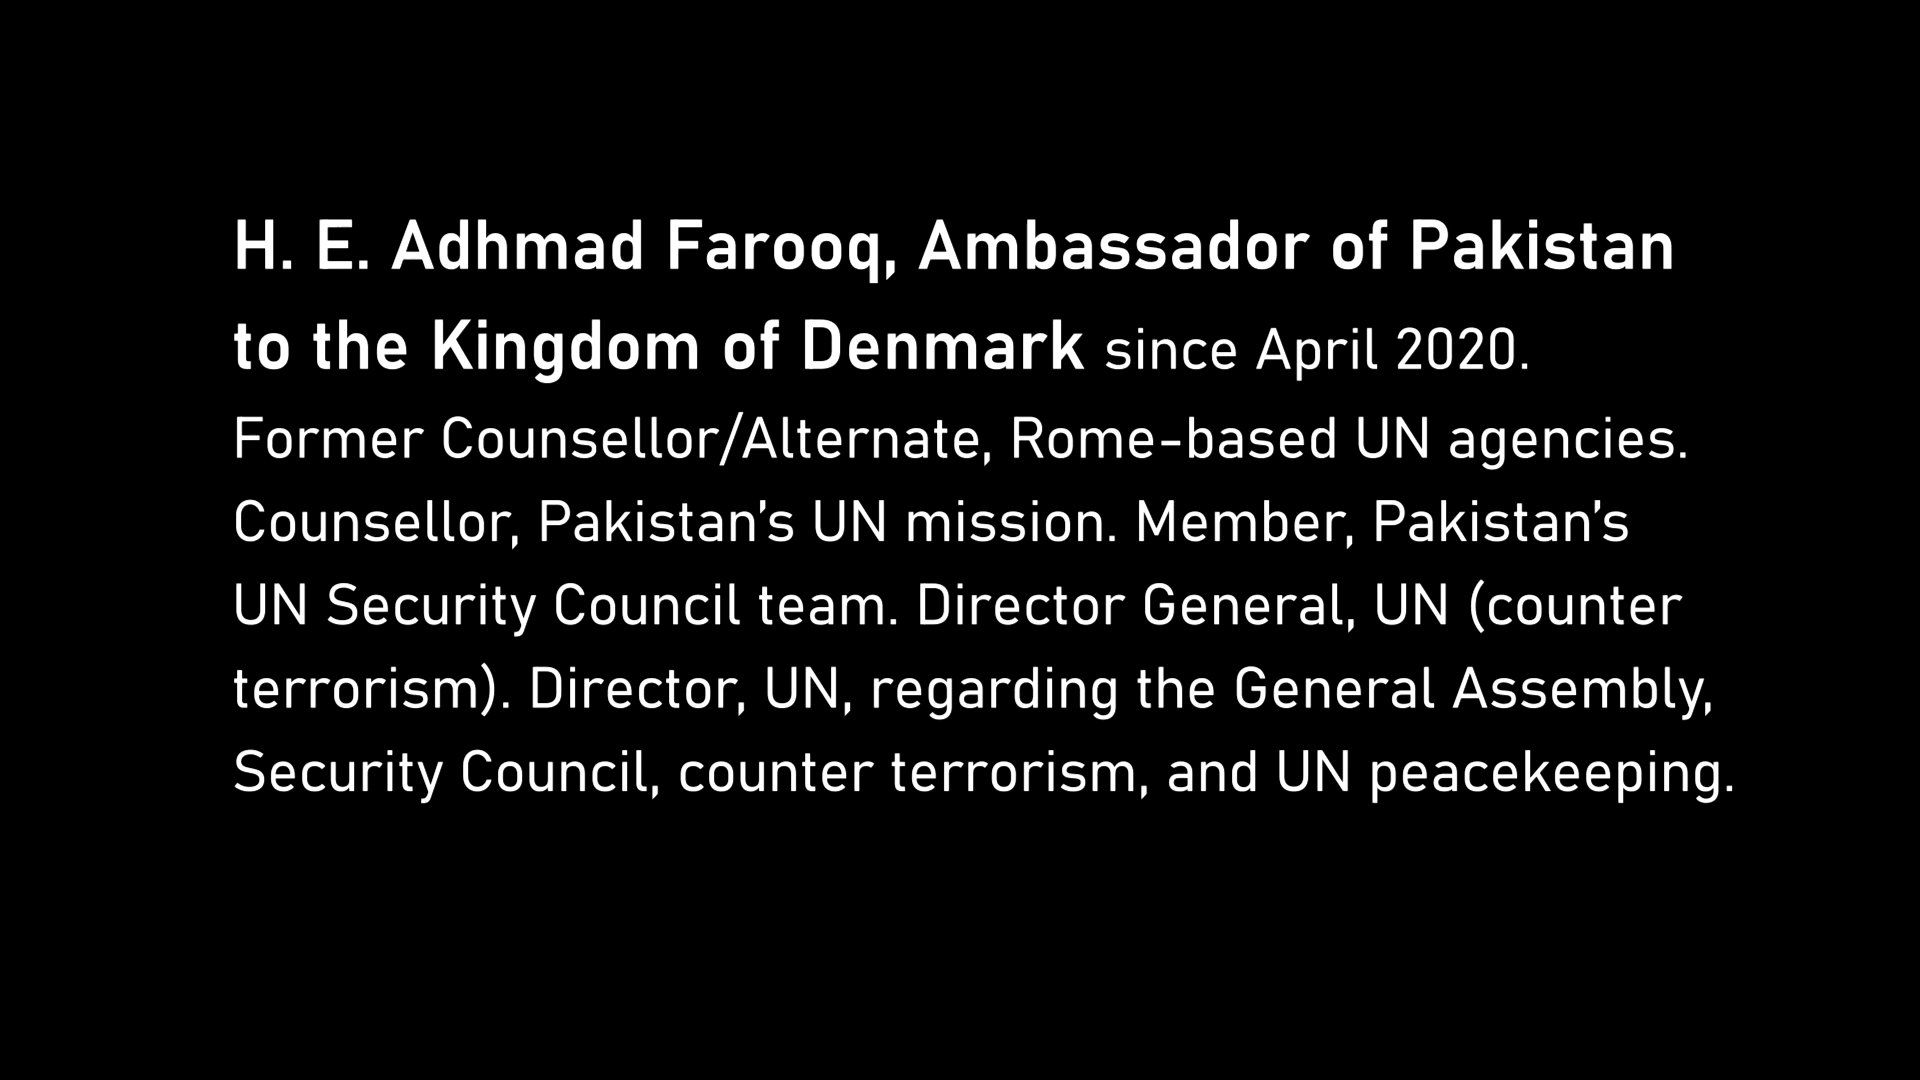 H. E. Adhmad Farooq, Ambassador of Pakistan
to the Kingdom of Denmark since April 2020.
Former Counsellor/Alternate, Rome-based UN agencies.
Counsellor, Pakistan’s UN mission. Member, Pakistan’s
UN Security Council team. Director General, UN (counter
terrorism). Director, UN, regarding the General Assembly,
Security Council, counter terrorism, and UN peacekeeping.